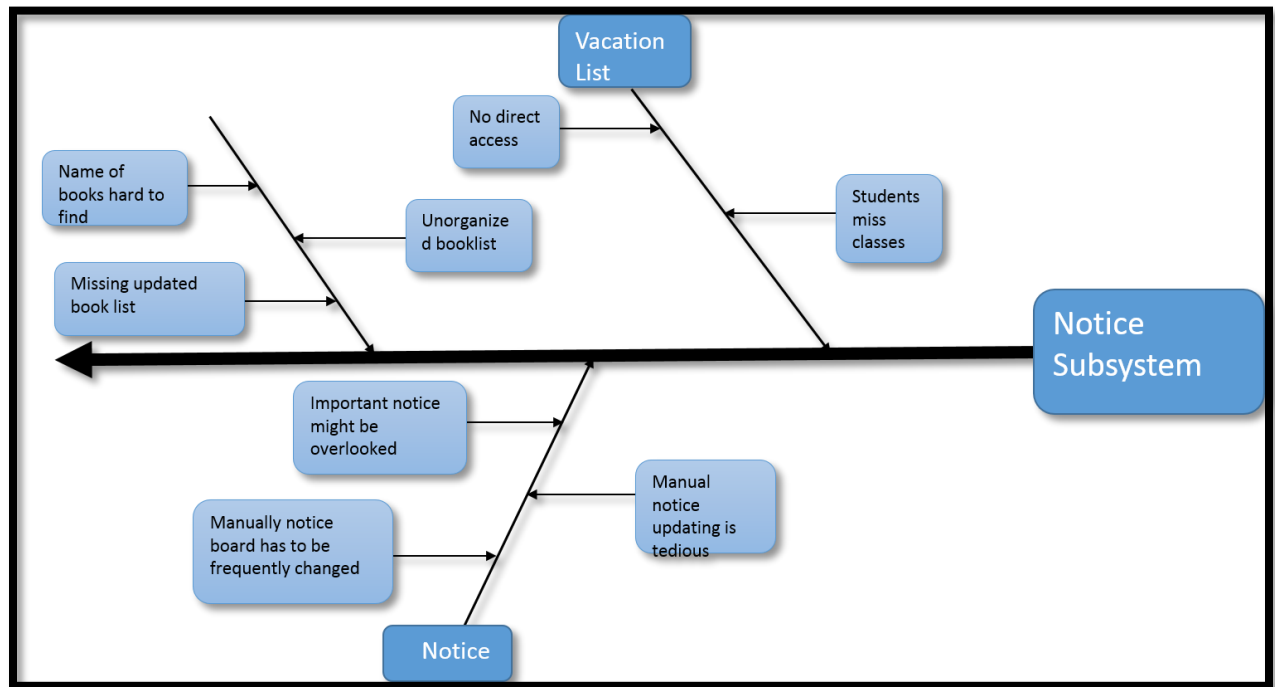 Vacation
List
No direct
access
Name of
books hard to
find
Unorganize
d booklist
Students
miss
classes
Missing updated
book list
Notice
Subsystem
Important notice
might be
overlooked
Manual
notice
updating is
tedious
Manually notice
board has to be
frequently changed
Notice